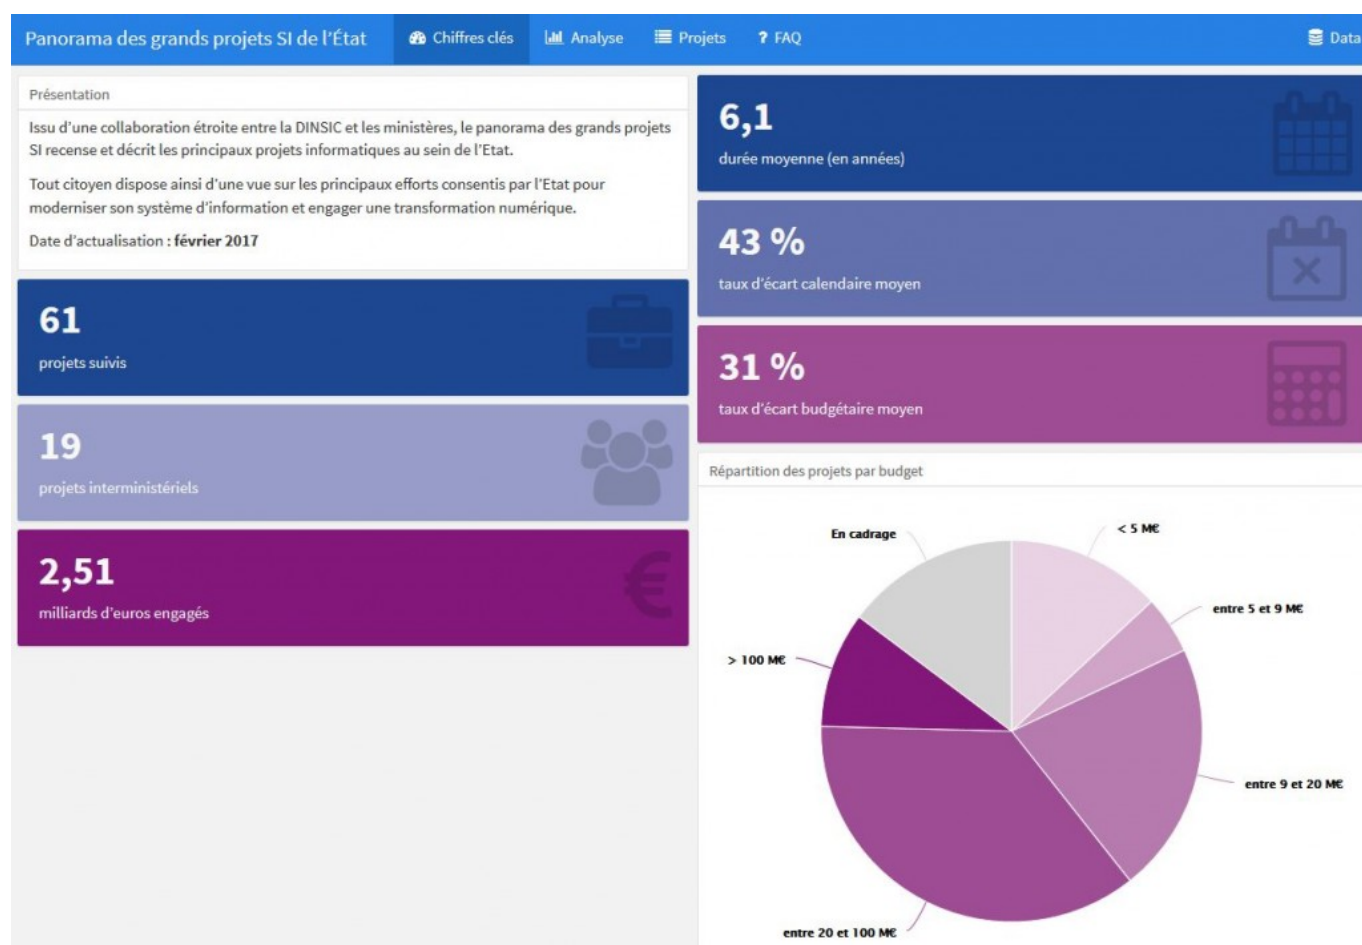 Panorama des grands projets SI de l'État
Chiffres clés
Analyse
Projets
? FAQ
Data
Présentation
Issu d'une collaboration étroite entre la DINSIC et les ministères, le panorama des grands projets
SI recense et décrit les principaux projets informatiques au sein de l'Etat.
Tout citoyen dispose ainsi d'une vue sur les principaux efforts consentis par l'Etat pour
moderniser son système d'information et engager une transformation numérique.
Date d'actualisation : février 2017
61
projets suivis
19
projets interministériels
2,51
milliards d'euros engagés
€
6,1
durée moyenne (en années)
43 %
taux d'écart calendaire moyen
31 %
taux d'écart budgétaire moyen
Répartition des projets par budget
En cadrage
< 5 M€
entre 5 et 9 M€
> 100 M€
entre 9 et 20 M€
entre 20 et 100 M€